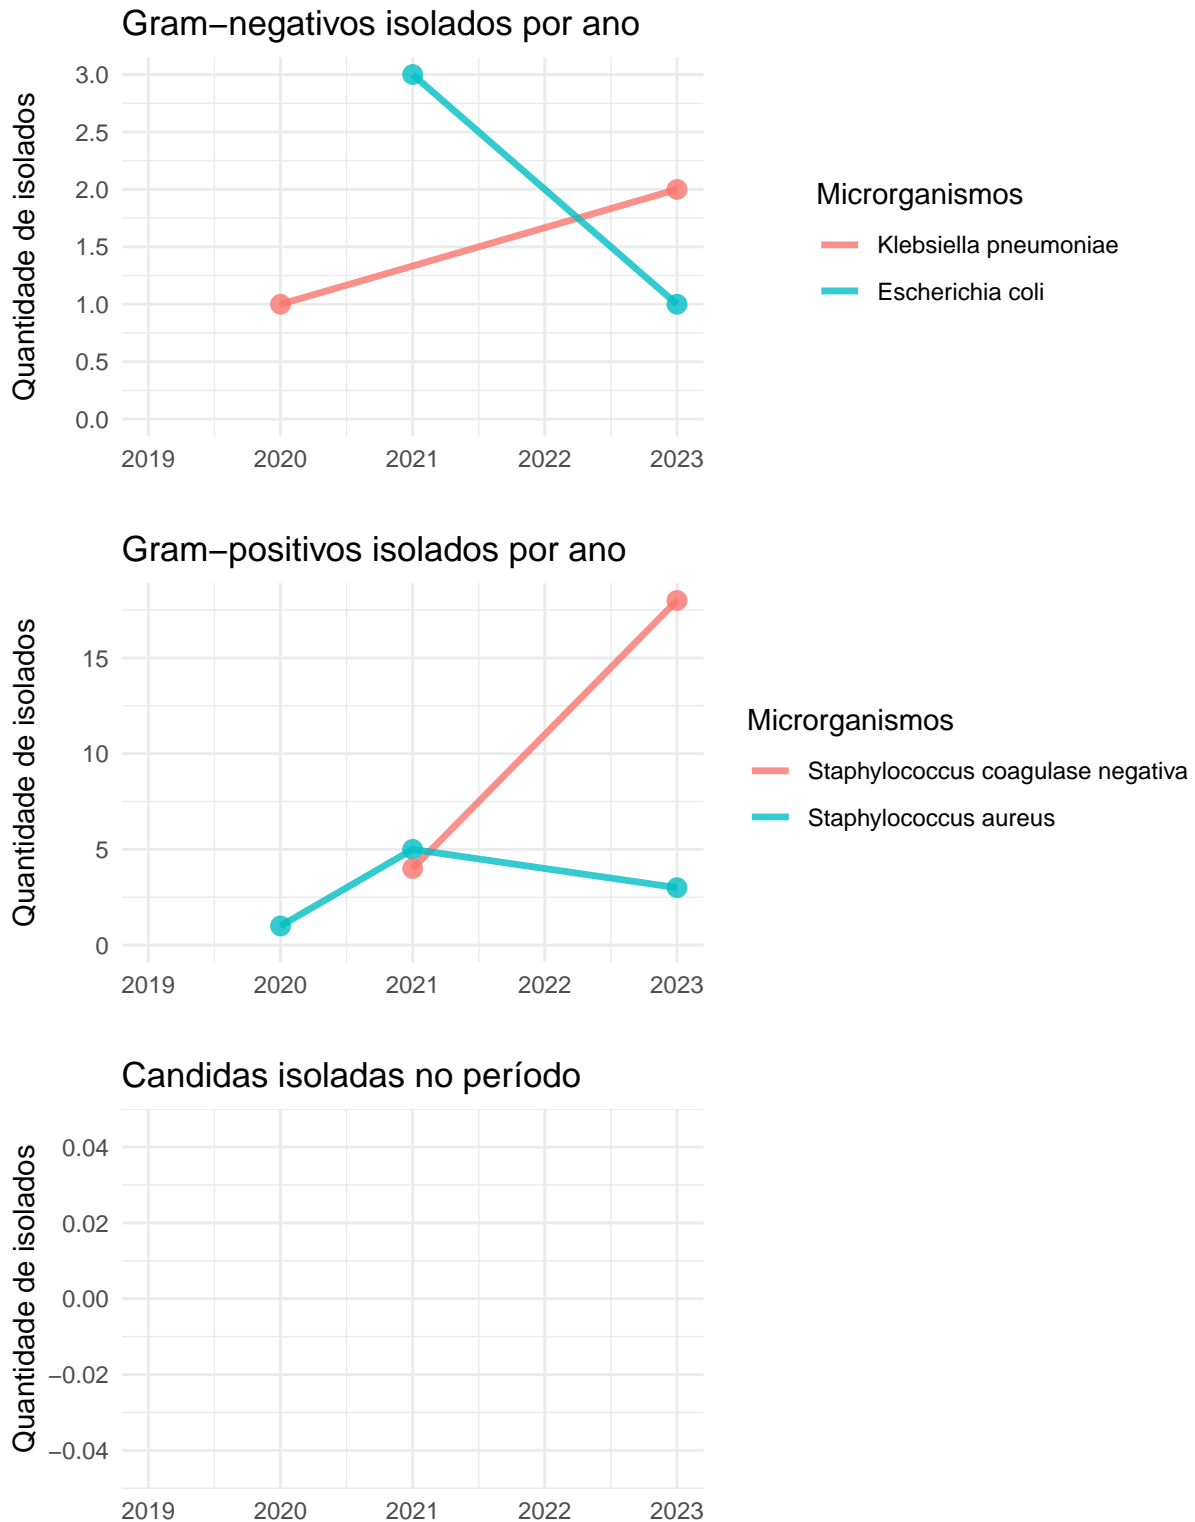 Gram−negativos isolados por ano
Quantidade de isolados
3.0
2.5
2.0
1.5
1.0
0.5
0.0
2019 2020 2021 2022 2023
Microrganismos
Klebsiella pneumoniae
Escherichia coli
Gram−positivos isolados por ano
Quantidade de isolados
15
10
5
0
2019 2020 2021 2022 2023
Microrganismos
Staphylococcus coagulase negativa
Staphylococcus aureus
Candidas isoladas no período
Quantidade de isolados
0.04
0.02
0.00
−0.02
−0.04
2019 2020 2021 2022 2023